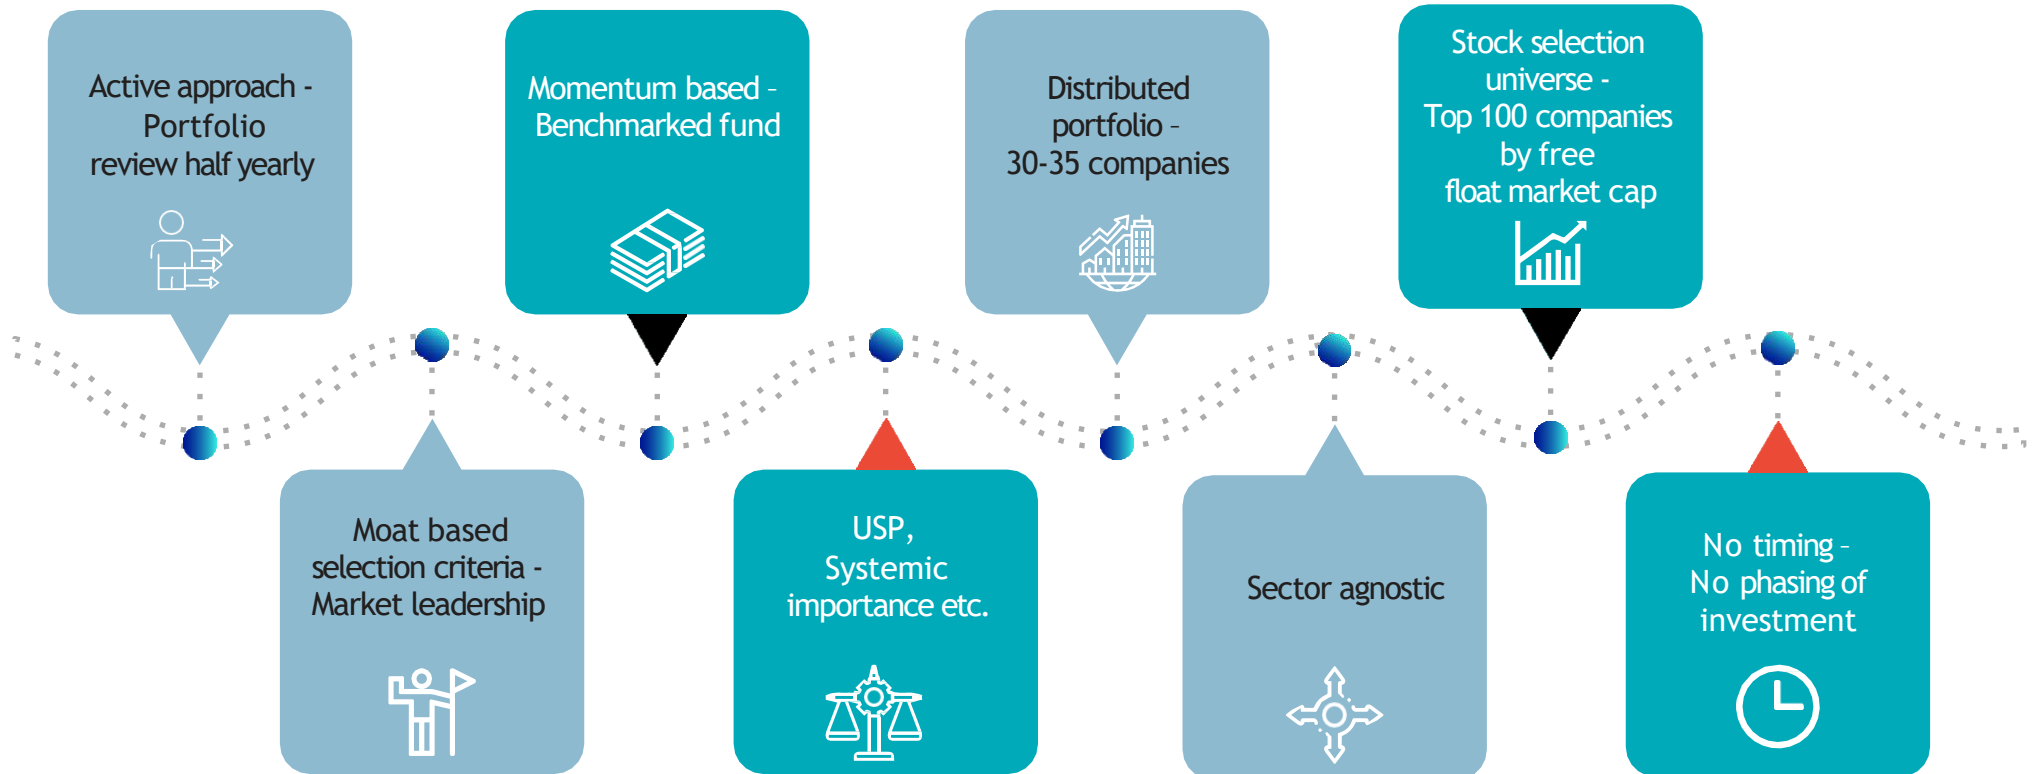 Active approach -
Portfolio
review half yearly
Moat based
selection criteria -
Market leadership
Momentum based –
Benchmarked fund
USP,
Systemic
importance etc.
Distributed
portfolio –
30-35 companies
Sector agnostic
Stock selection
universe -
Top 100 companies
by free
float market cap
No timing –
No phasing of
investment